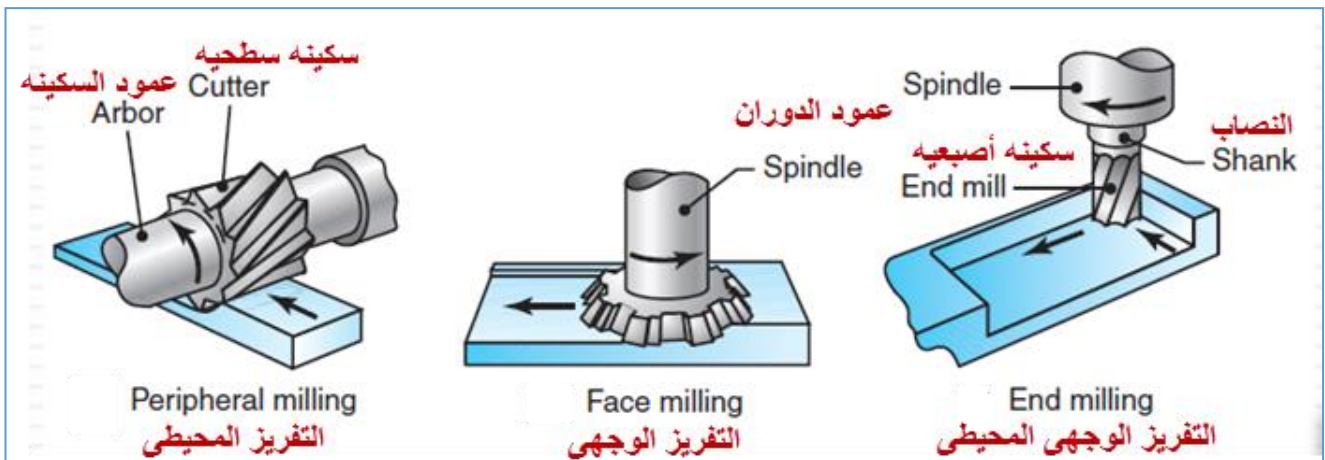 سكينه سطحيه
Cutter
عمود السكينه
Arbor
Peripheral milling
التفريز المحيطى
عمود الدوران
Spindle
Face milling
التفريز الوجهى
Spindle
النصاب
Shank
سكينه أصبعيه
End mill
End milling
التفريز الوجهى المحيطى